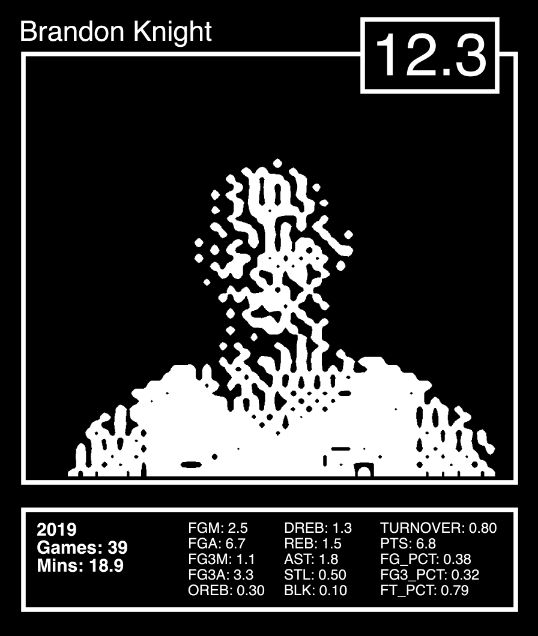 Brandon Knight
12.3
2019
Games: 39
Mins: 18.9
FGM: 2.5
FGA: 6.7
FG3M: 1.1
FG3A: 3.3
OREB: 0.30
DREB: 1.3
REB: 1.5
AST: 1.8
STL: 0.50
BLK: 0.10
TURNOVER: 0.80
PTS: 6.8
FG_PCT: 0.38
FG3_PCT: 0.32
FT_PCT: 0.79